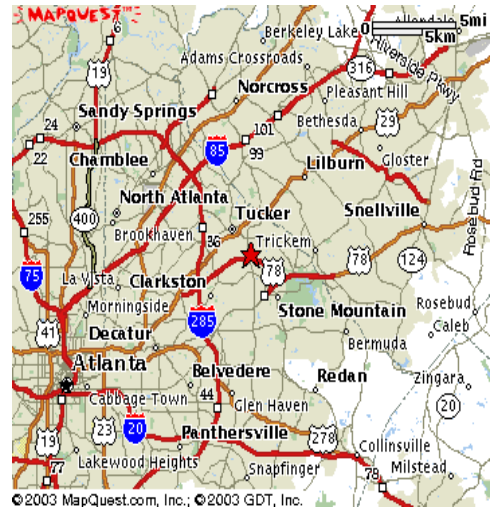 MAPQUEST
6
Berkeley Lake
Allendale
0
5mi
5km
19
Adams Crossroads
316
Riverside Pkwy
Norcross
Pleasant Hill
Sandy Springs
24
101
Bethesda
29
22
Chamblee
85
99
Lilburn
Gloster
North Atlanta
Tucker
Snellville
Rosebud Rd
255
400
Brookhaven
36
Trickem
75
La Vista
78
78
124
Clarkston
Morningside
285
Stone Mountain
Rosebud
41
Decatur
Caleb
Bermuda
Atlanta
Belvedere
Redan
Zingara
Cabbage Town
44
Glen Haven
20
19
23
20
Panthersville
278
Collinsville
77
Lakewood Heights
Snapfinger
78
Milstead
©2003 MapQuest.com, Inc.; ©2003 GDT, Inc.